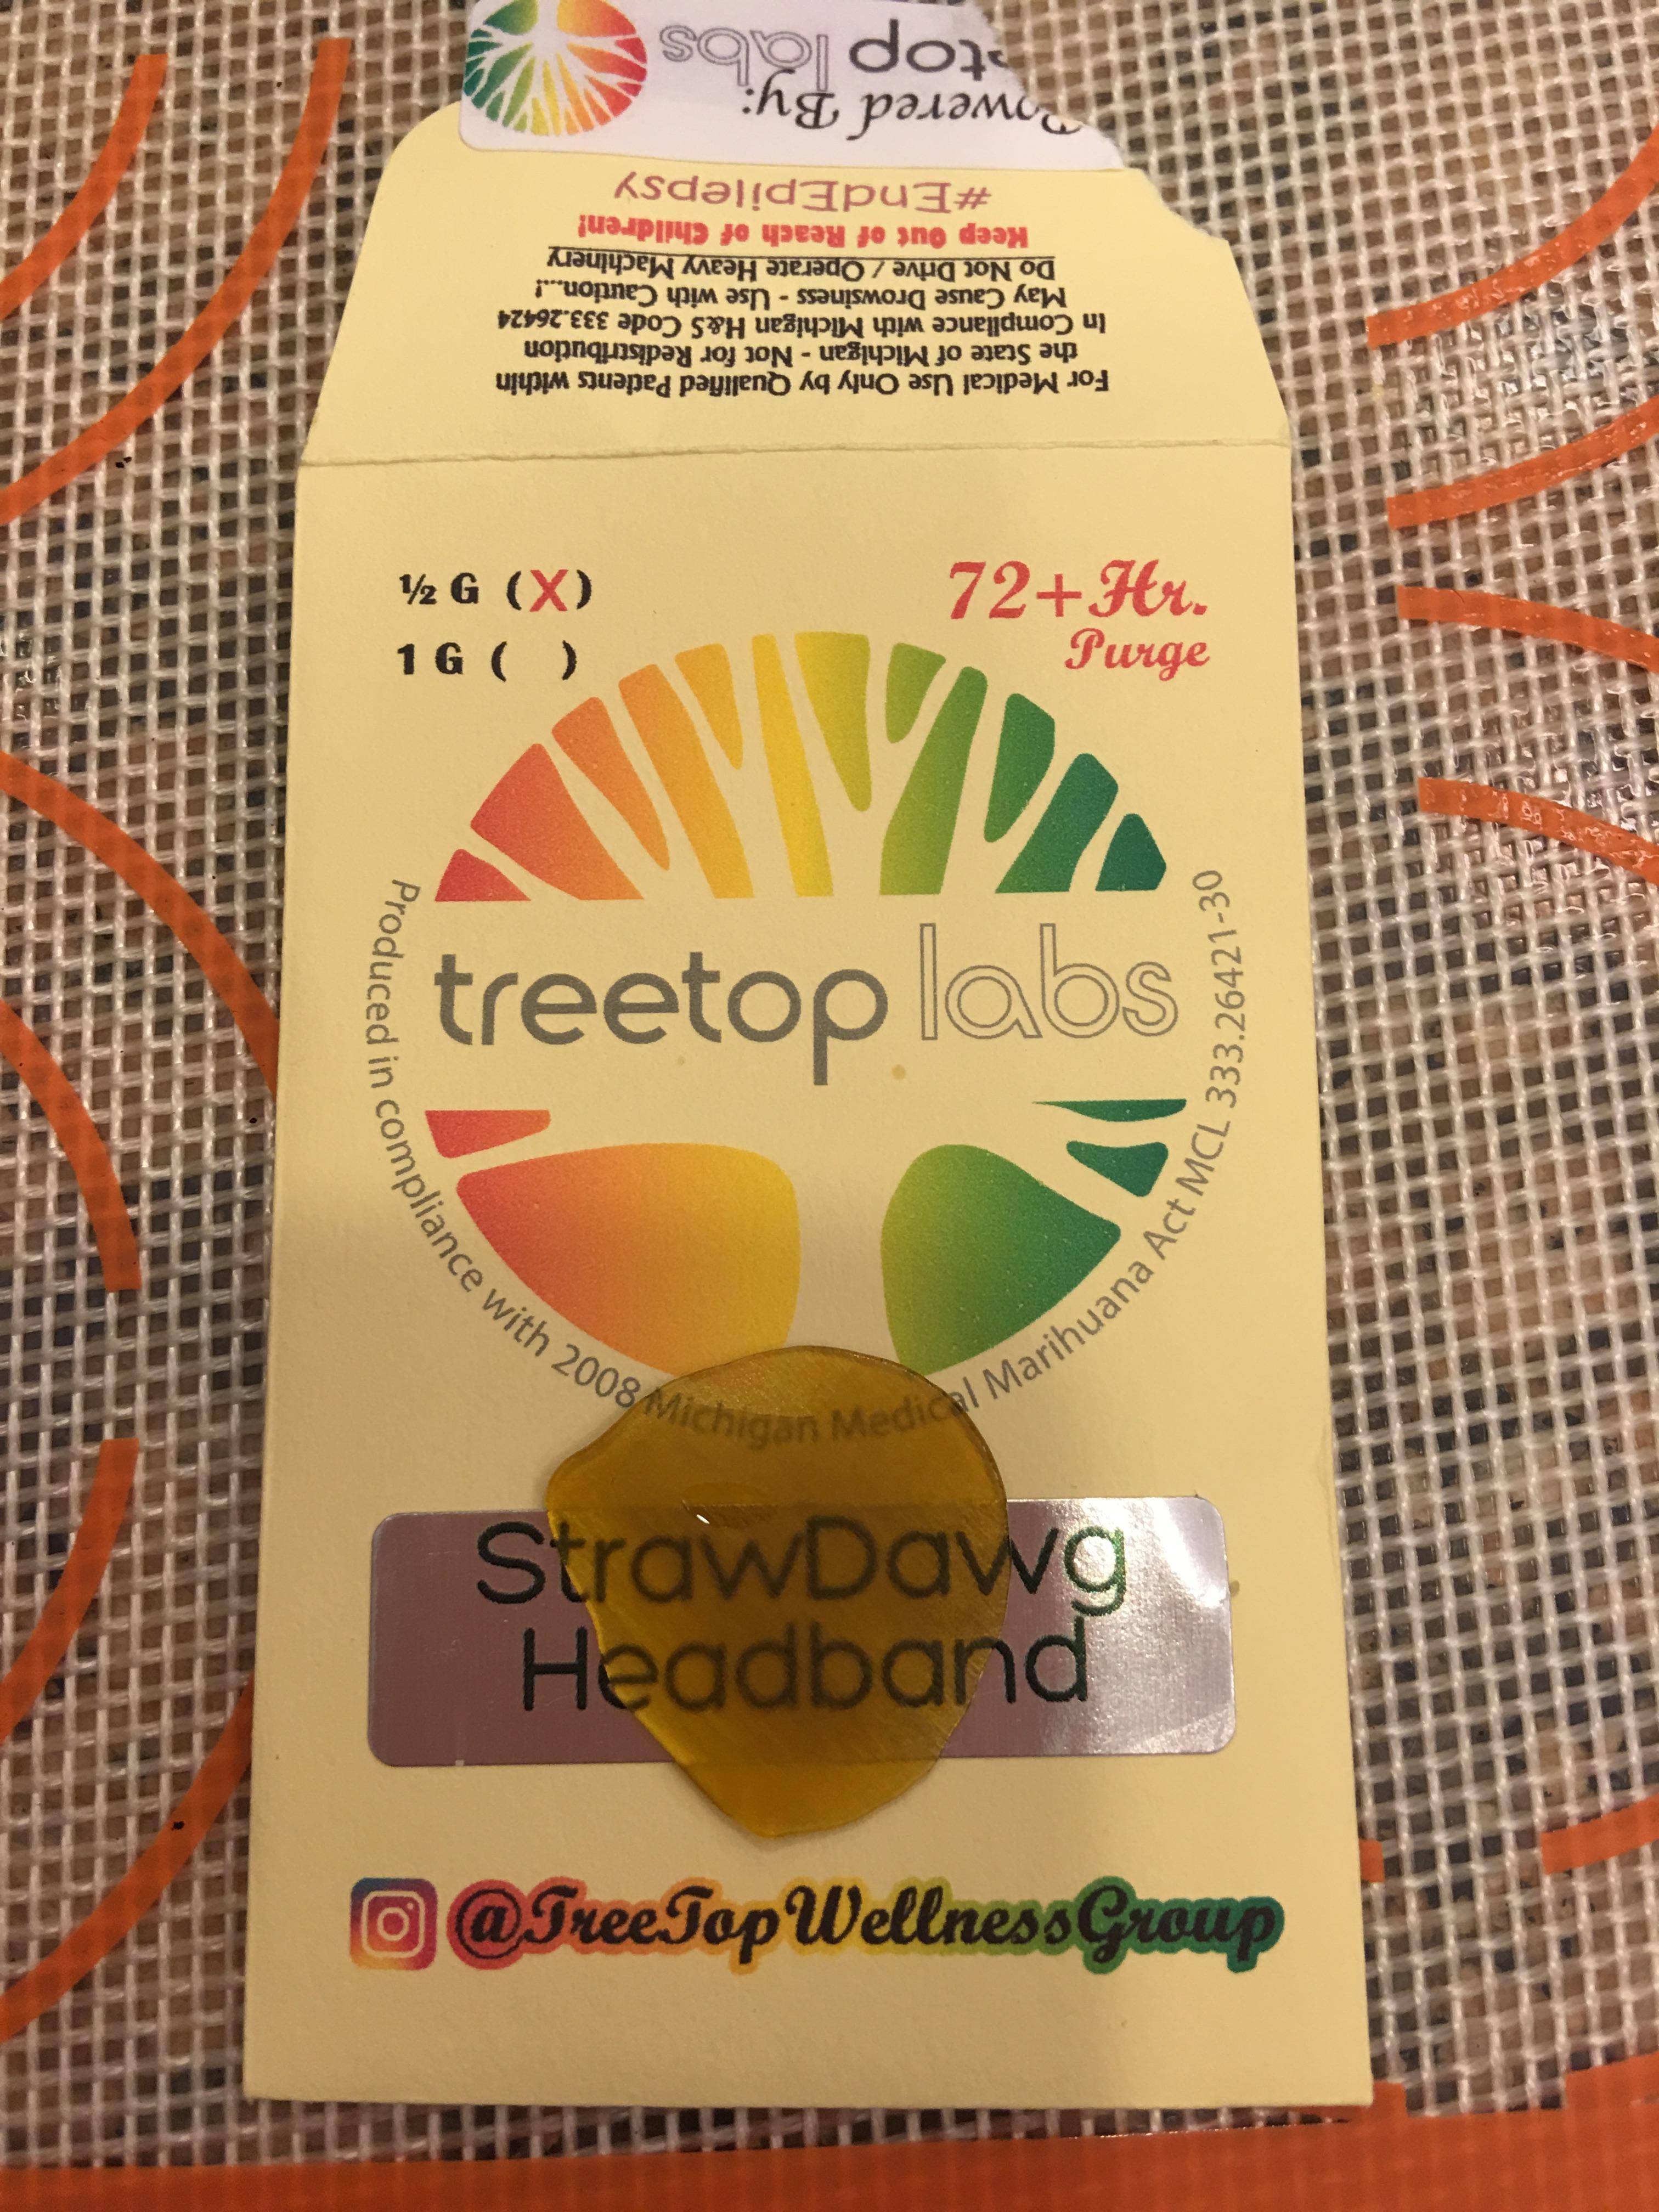 top labs
Powered By:
#EndEpilepsy
Keep Out of Reach of Children!
Do Not Drive / Operate Heavy Machinery
May Cause Drowsiness - Use with Caution...!
In Compliance with Michigan H&S Code 333.26424
the State of Michigan - Not for Redistribution
For Medical Use Only by Qualified Patients within
½ G (X)
1 G ( )
72+Hr.
Purge
treetop labs
Produced in compliance with 2008 Michigan Medical Marihuana Act MCL 333.26421-30
StrawDawg
Headband
@TreeTopWellnessGroup